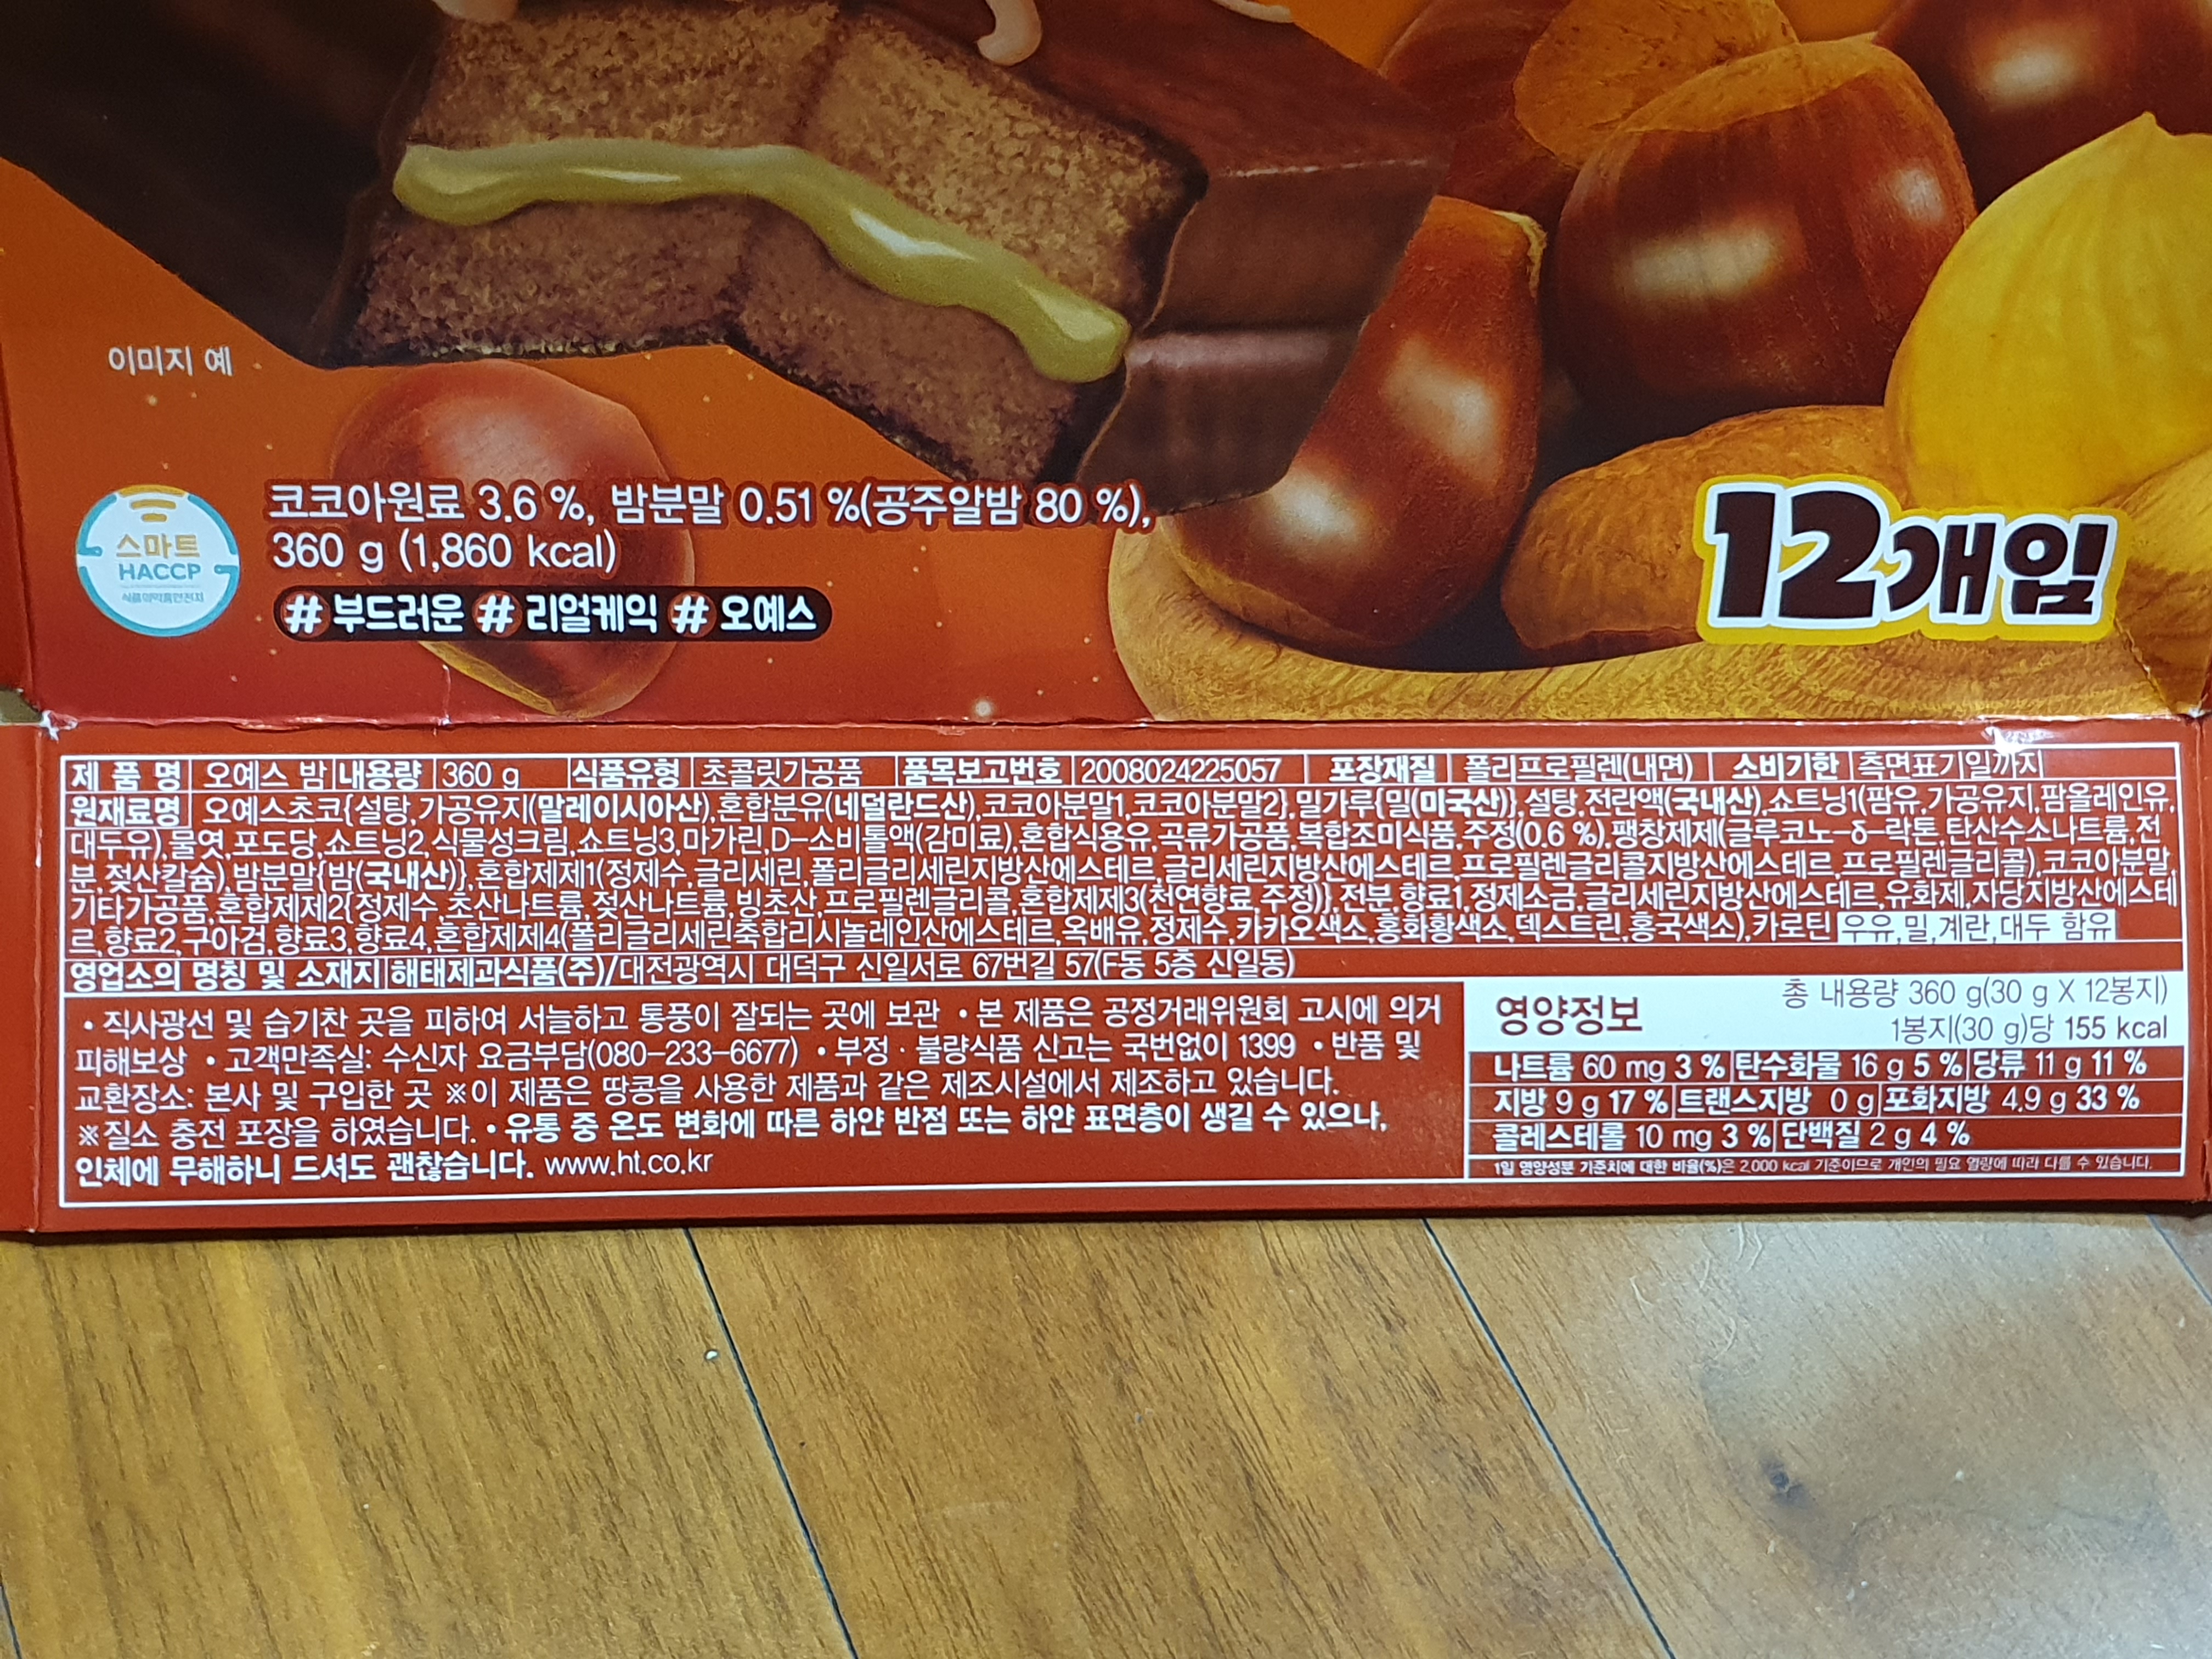 이미지 예
스마트
HACCP
식품의약품안전처
코코아원료 3.6 %, 밤분말 0.51 %(공주알밤 80 %),
360 g (1,860 kcal)
# 부드러운 # 리얼케익 # 오예스
12개입
제 품 명 오예스 밤 내용량 360 g 식품유형 초콜릿가공품 품목보고번호 2008024225057 포장재질 폴리프로필렌(내면) 소비기한 측면표기일까지
원재료명 오예스초코{설탕,가공유지(말레이시아산),혼합분유(네덜란드산),코코아분말1,코코아분말2},밀가루{밀(미국산)},설탕,전란액(국내산),쇼트닝1(팜유,가공유지,팜올레인유,
대두유),물엿,포도당,쇼트닝2,식물성크림,쇼트닝3,마가린,D-소비톨액(감미료),혼합식용유,곡류가공품,복합조미식품,주정(0.6 %),팽창제제(글루코노-δ-락톤,탄산수소나트륨,전
분,젖산칼슘),밤분말{밤(국내산)},혼합제제1(정제수,글리세린,폴리글리세린지방산에스테르,글리세린지방산에스테르,프로필렌글리콜지방산에스테르,프로필렌글리콜),코코아분말,
기타가공품,혼합제제2{정제수,초산나트륨,젖산나트륨,빙초산,프로필렌글리콜,혼합제제3(천연향료,주정)},전분,향료1,정제소금,글리세린지방산에스테르,유화제,자당지방산에스테
르,향료2,구아검,향료3,향료4,혼합제제4(폴리글리세린축합리시놀레인산에스테르,옥배유,정제수,카카오색소,홍화황색소,덱스트린,홍국색소),카로틴 우유,밀,계란,대두 함유
영업소의 명칭 및 소재지 해태제과식품(주)/대전광역시 대덕구 신일서로 67번길 57(F동 5층 신일동)
• 직사광선 및 습기찬 곳을 피하여 서늘하고 통풍이 잘되는 곳에 보관 • 본 제품은 공정거래위원회 고시에 의거
피해보상 • 고객만족실: 수신자 요금부담(080-233-6677) • 부정 · 불량식품 신고는 국번없이 1399 • 반품 및
교환장소: 본사 및 구입한 곳 ※이 제품은 땅콩을 사용한 제품과 같은 제조시설에서 제조하고 있습니다.
※질소 충전 포장을 하였습니다. • 유통 중 온도 변화에 따른 하얀 반점 또는 하얀 표면층이 생길 수 있으나,
인체에 무해하니 드셔도 괜찮습니다. www.ht.co.kr
영양정보
총 내용량 360 g(30 g X 12봉지)
1봉지(30 g)당 155 kcal
나트륨 60 mg 3 % 탄수화물 16 g 5 % 당류 11 g 11 %
지방 9 g 17 % 트랜스지방 0 g 포화지방 4.9 g 33 %
콜레스테롤 10 mg 3 % 단백질 2 g 4 %
1일 영양성분 기준치에 대한 비율(%)은 2,000 kcal 기준이므로 개인의 필요 열량에 따라 다를 수 있습니다.